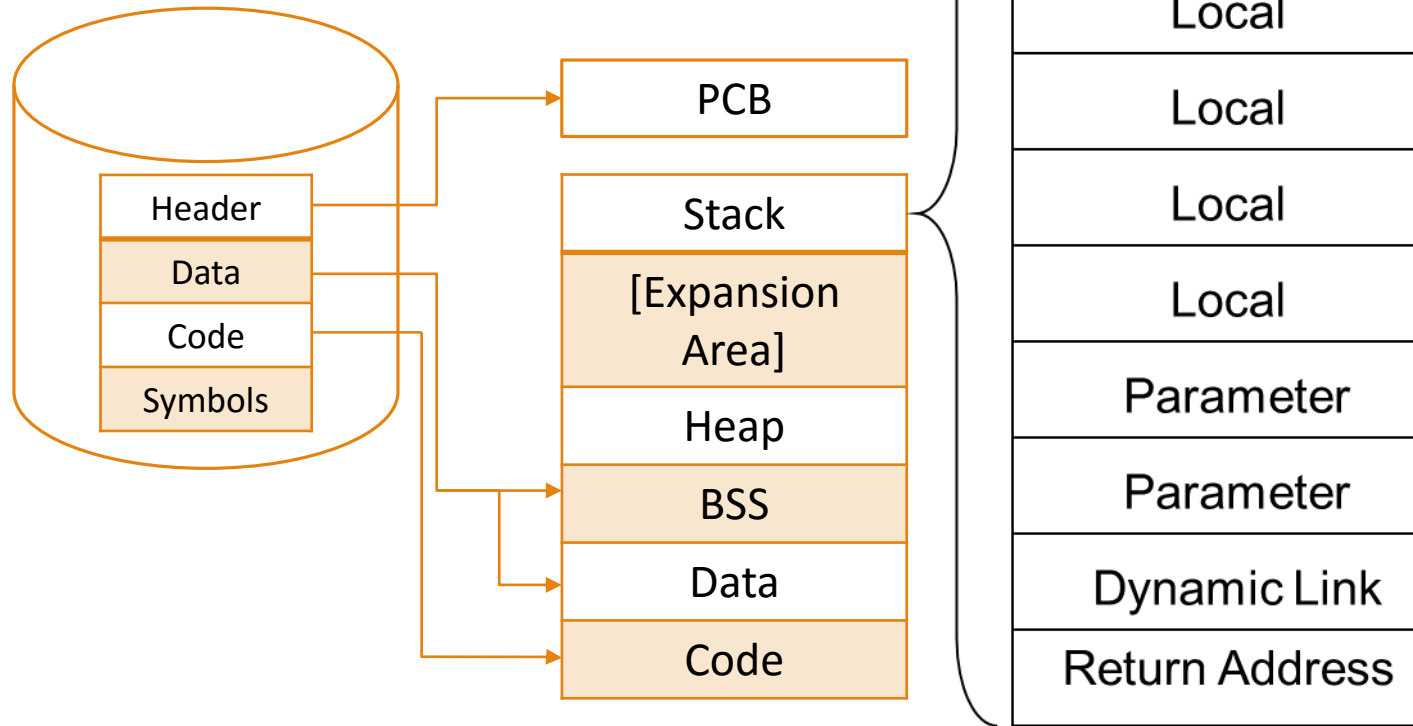 Header
Data
Code
Symbols
PCB
Stack
[Expansion
Area]
Heap
BSS
Data
Code
Local
Local
Local
Local
Parameter
Parameter
Dynamic Link
Return Address